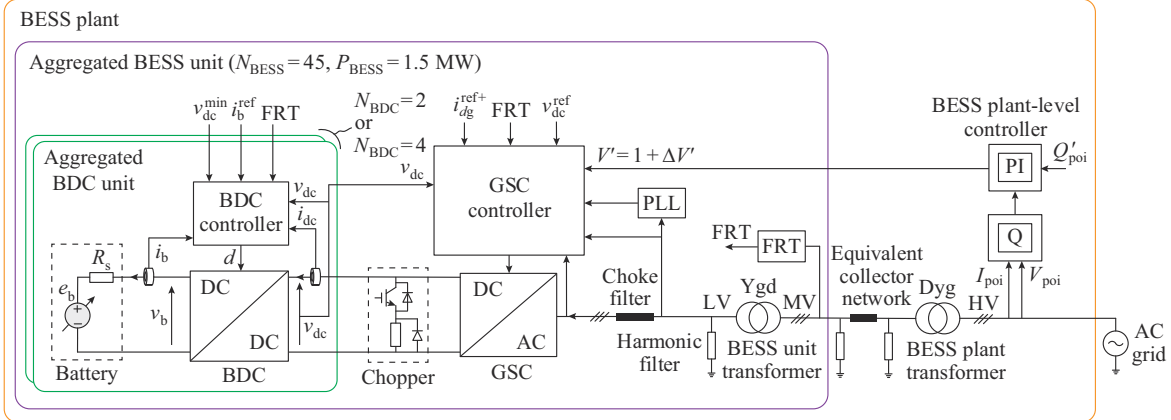 BESS plant
Aggregated BESS unit (N_BESS=45, P_BESS=1.5 MW)
v_dc^min i_b^ref FRT
N_BDC=2
or
N_BDC=4
i_dg^ref+ FRT v_dc^ref
BESS plant-level
controller
Aggregated
BDC unit
BDC
controller
v_dc
i_dc
v_dc
GSC
controller
V'=1+ΔV'
PLL
PI
Q'_poi
Q
I_poi
V_poi
R_s
i_b
d
e_b
v_b
DC
DC
v_dc
Battery
BDC
Chopper
DC
AC
GSC
Choke
filter
Harmonic
filter
FRT
FRT
LV
Ygd
MV
BESS unit
transformer
Equivalent
collector
network
Dyg
HV
BESS plant
transformer
AC
grid